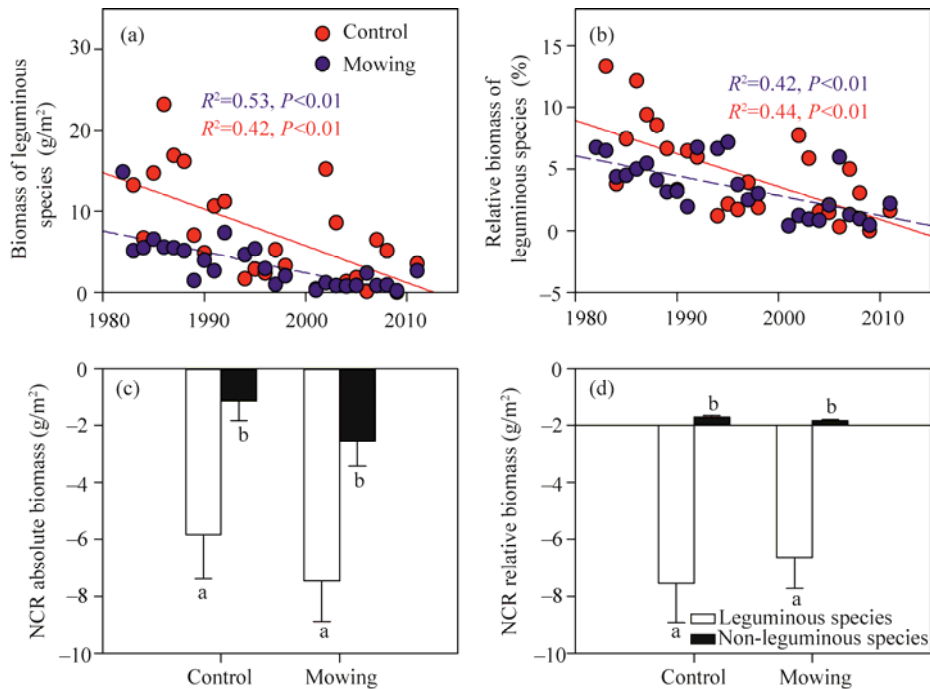 (a)
Control
Mowing
R²=0.53, P<0.01
R²=0.42, P<0.01
Biomass of leguminous
species (g/m²)
30
20
10
0
1980
1990
2000
2010
(b)
R²=0.42, P<0.01
R²=0.44, P<0.01
Relative biomass of
leguminous species (%)
15
10
5
0
−5
1980
1990
2000
2010
(c)
NCR absolute biomass (g/m²)
0
−2
−4
−6
−8
−10
a
b
a
b
Control
Mowing
(d)
NCR relative biomass (g/m²)
0
−2
−4
−6
−8
−10
b
b
a
a
Leguminous species
Non-leguminous species
Control
Mowing